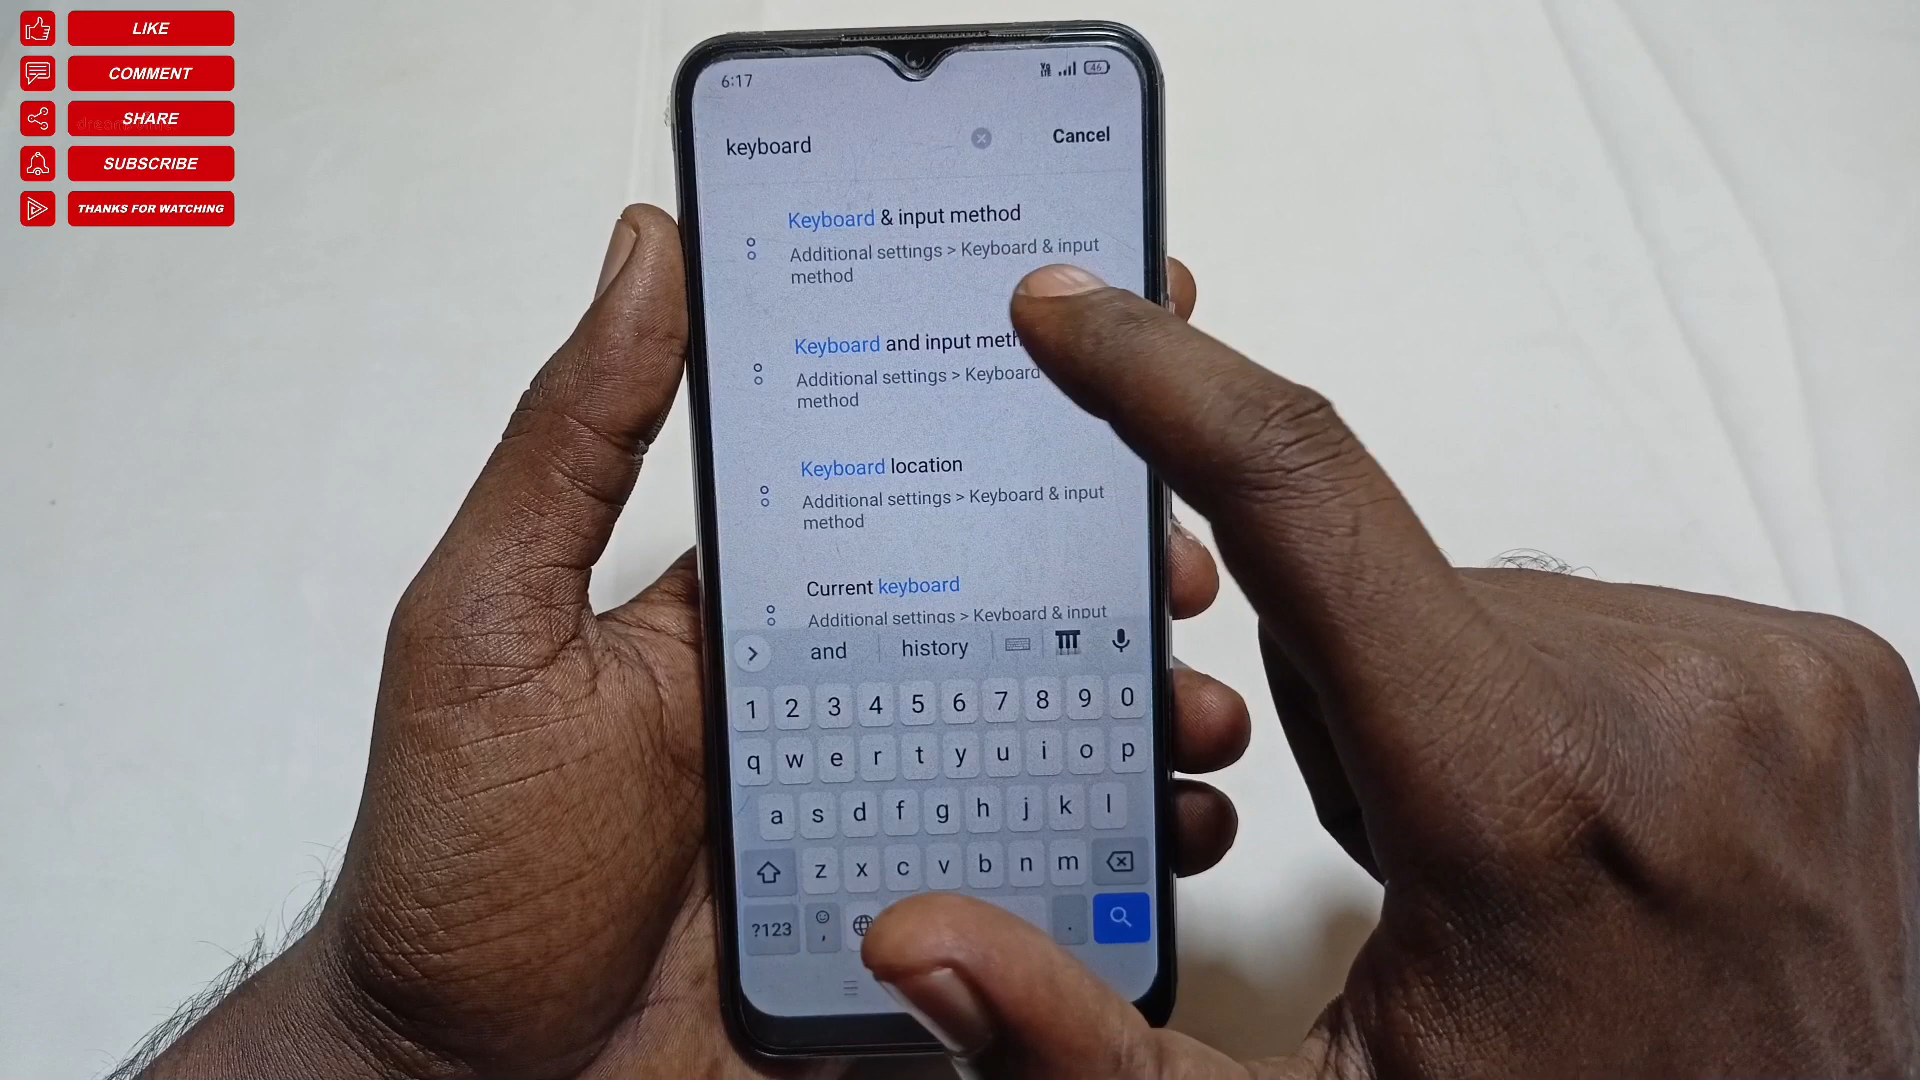 LIKE
COMMENT
SHARE
SUBSCRIBE
THANKS FOR WATCHING
6:17
46
keyboard
Cancel
Keyboard & input method
Additional settings > Keyboard & input
method
Keyboard and input meth
Additional settings > Keyboard
method
Keyboard location
Additional settings > Keyboard & input
method
Current keyboard
Additional settings > Keyboard & input
and history
1 2 3 4 5 6 7 8 9 0
q w e r t y u i o p
a s d f g h j k l
z x c v b n m
?123 , .